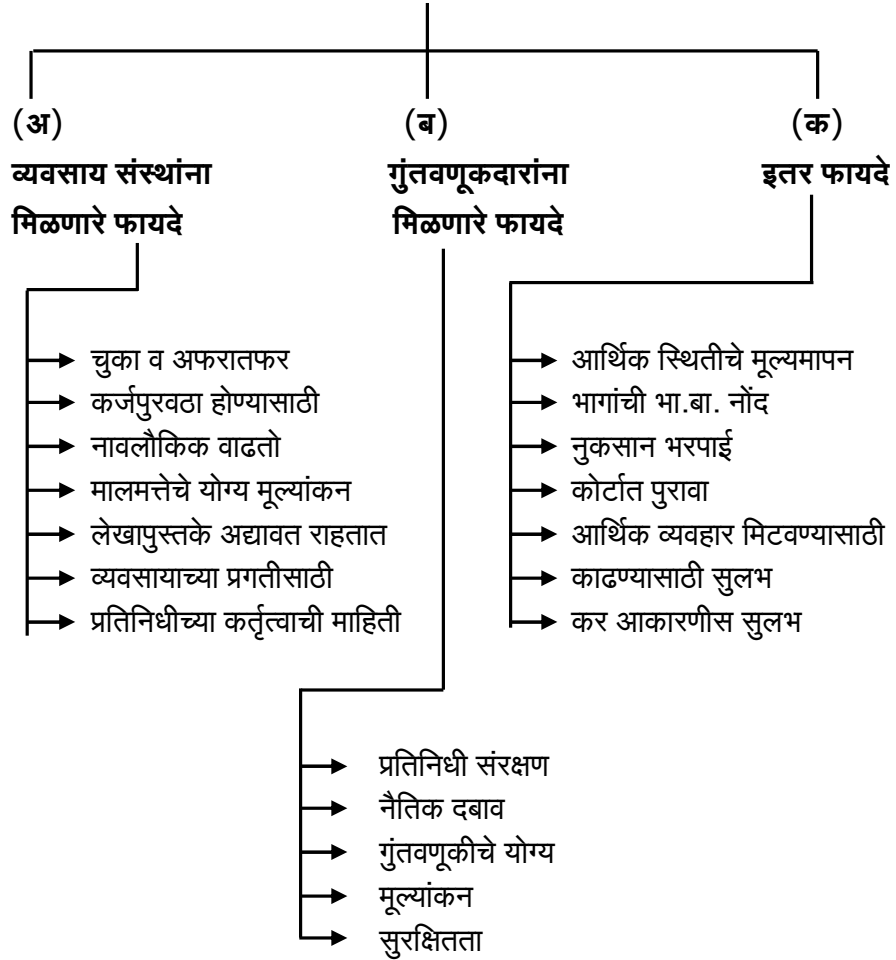 (अ)
व्यवसाय संस्थांना
मिळणारे फायदे
चुका व अफरातफर
कर्जपुरवठा होण्यासाठी
नावलौकिक वाढतो
मालमत्तेचे योग्य मूल्यांकन
लेखापुस्तके अद्यावत राहतात
व्यवसायाच्या प्रगतीसाठी
प्रतिनिधीच्या कर्तृत्वाची माहिती
(ब)
गुंतवणूकदारांना
मिळणारे फायदे
प्रतिनिधी संरक्षण
नैतिक दबाव
गुंतवणूकीचे योग्य
मूल्यांकन
सुरक्षितता
(क)
इतर फायदे
आर्थिक स्थितीचे मूल्यमापन
भागांची भा.बा. नोंद
नुकसान भरपाई
कोर्टात पुरावा
आर्थिक व्यवहार मिटवण्यासाठी
काढण्यासाठी सुलभ
कर आकारणीस सुलभ